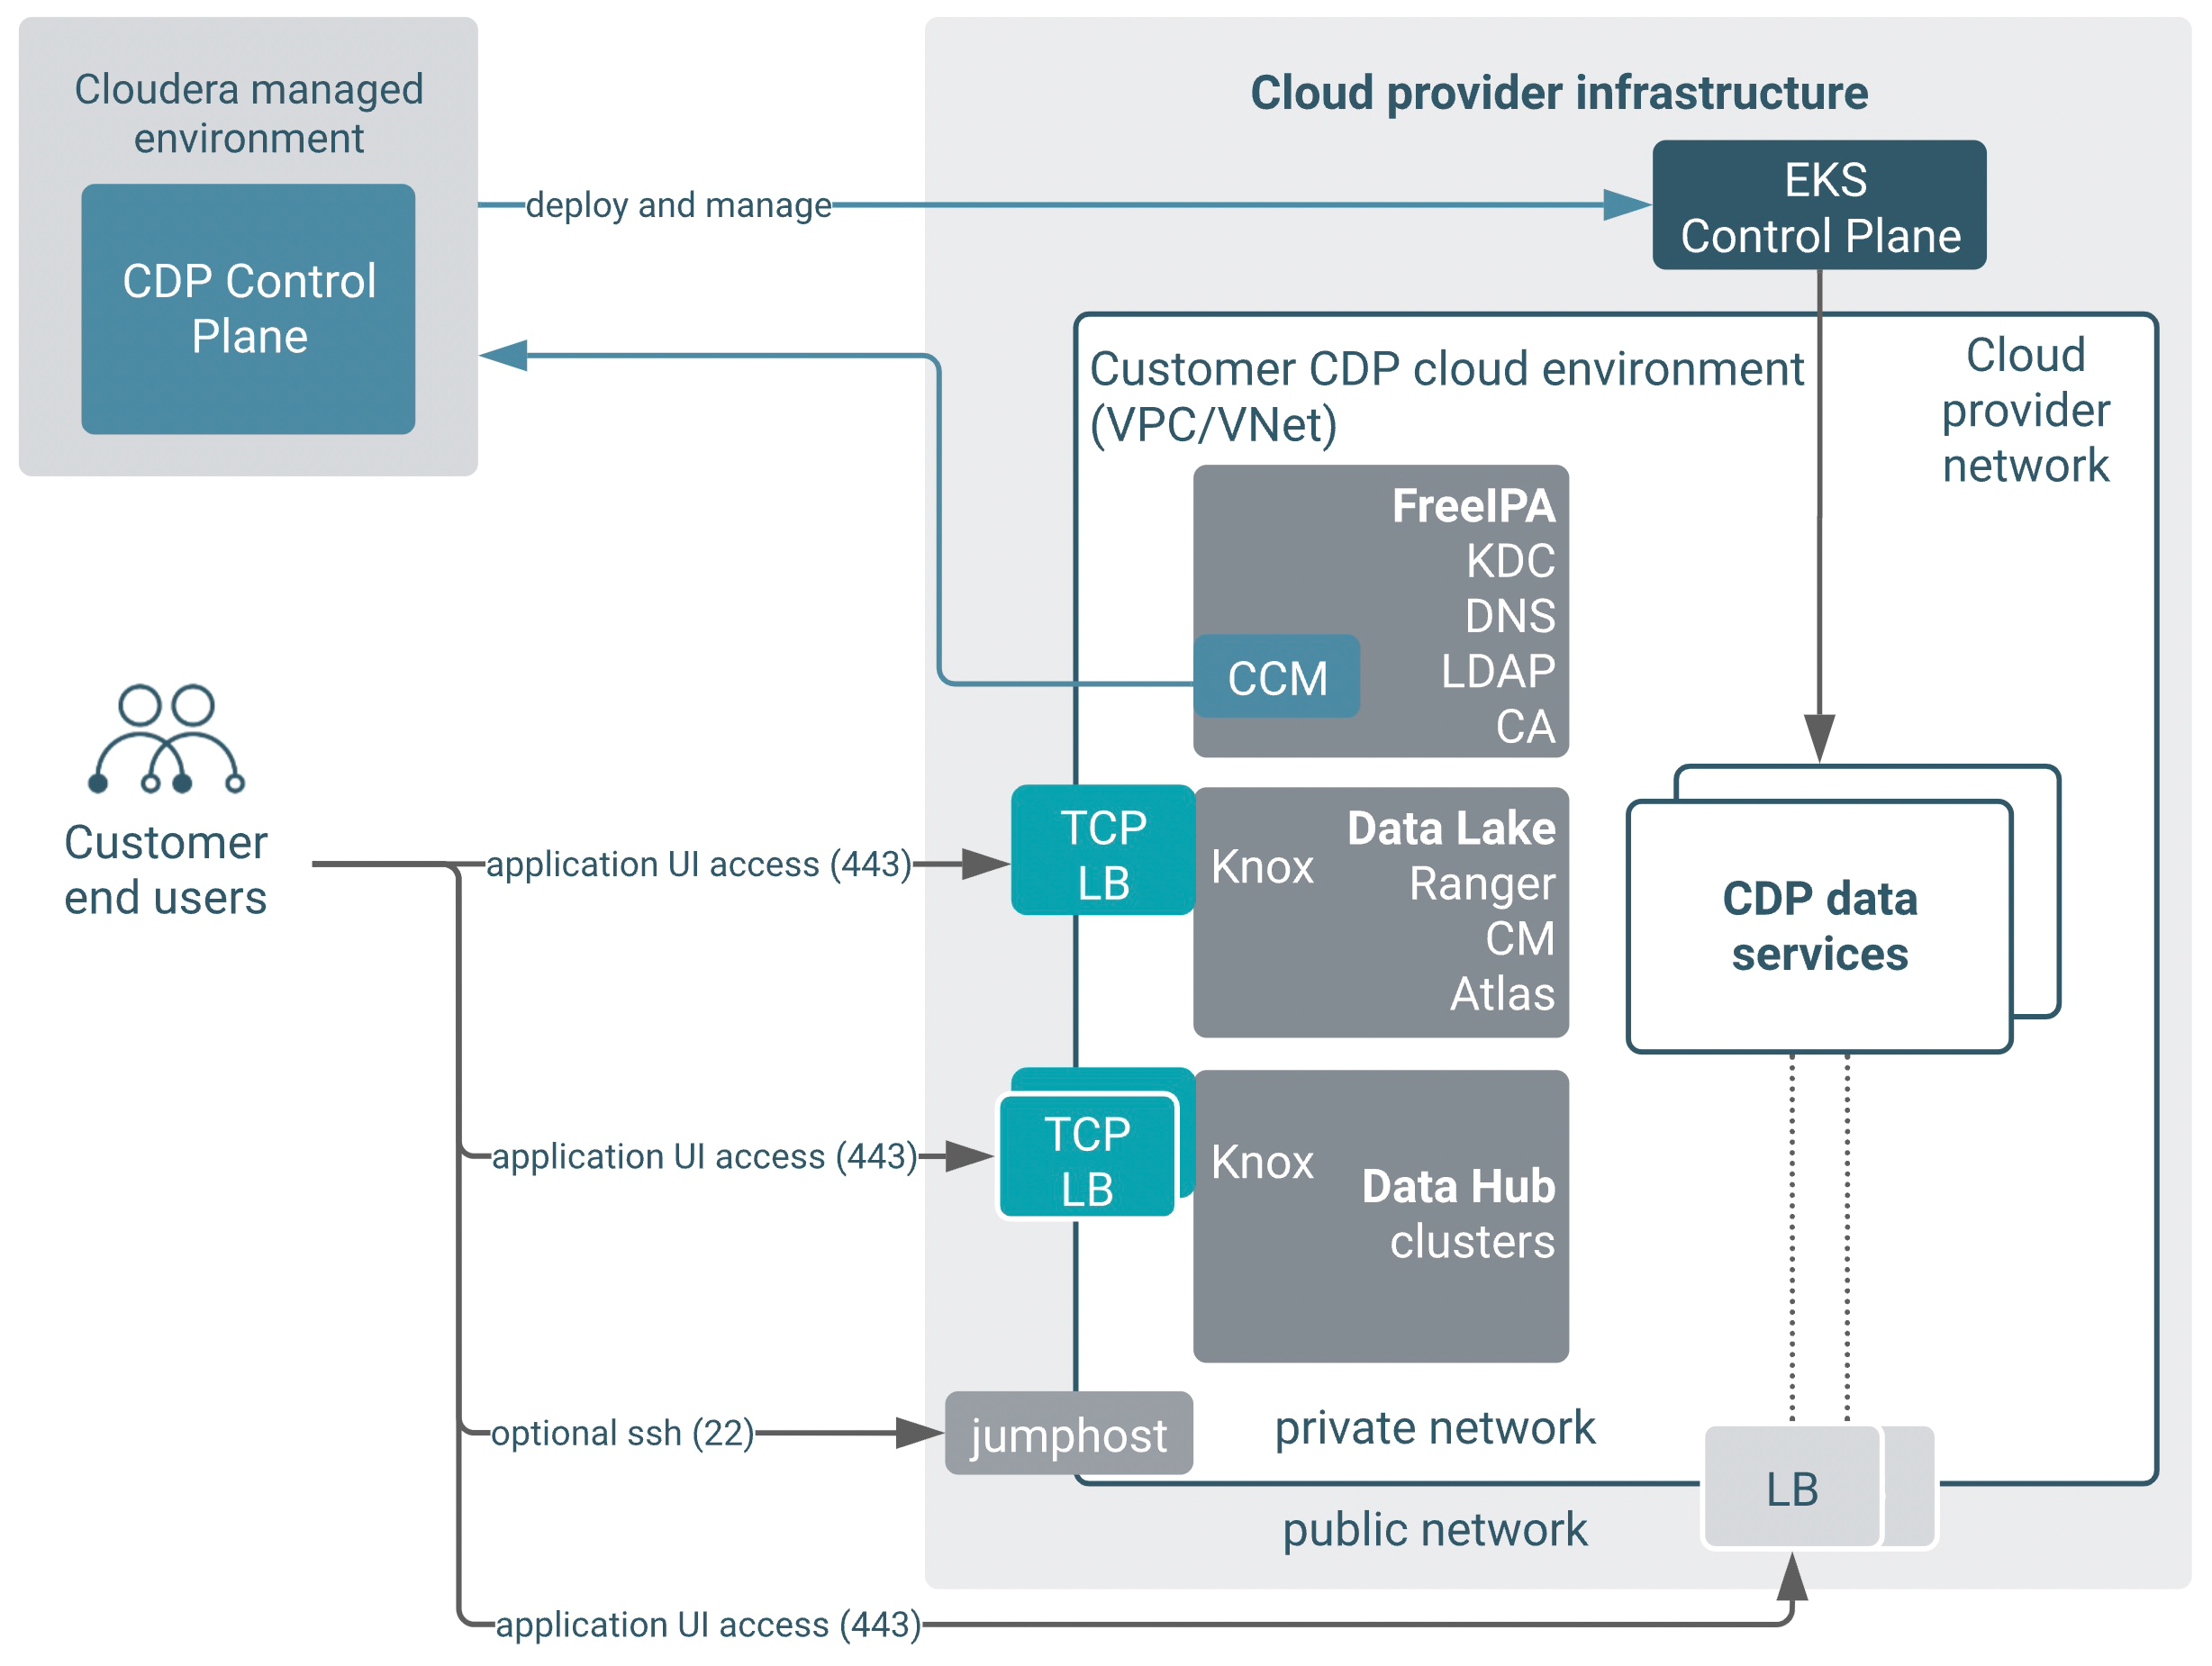 Cloudera managed
environment
CDP Control
Plane
deploy and manage
Cloud provider infrastructure
EKS
Control Plane
Customer CDP cloud environment
(VPC/VNet)
Cloud
provider
network
FreeIPA
KDC
DNS
LDAP
CA
CCM
Customer
end users
application UI access (443)
TCP
LB
Knox
Data Lake
Ranger
CM
Atlas
CDP data
services
application UI access (443)
TCP
LB
Knox
Data Hub
clusters
optional ssh (22)
jumphost
private network
public network
LB
application UI access (443)